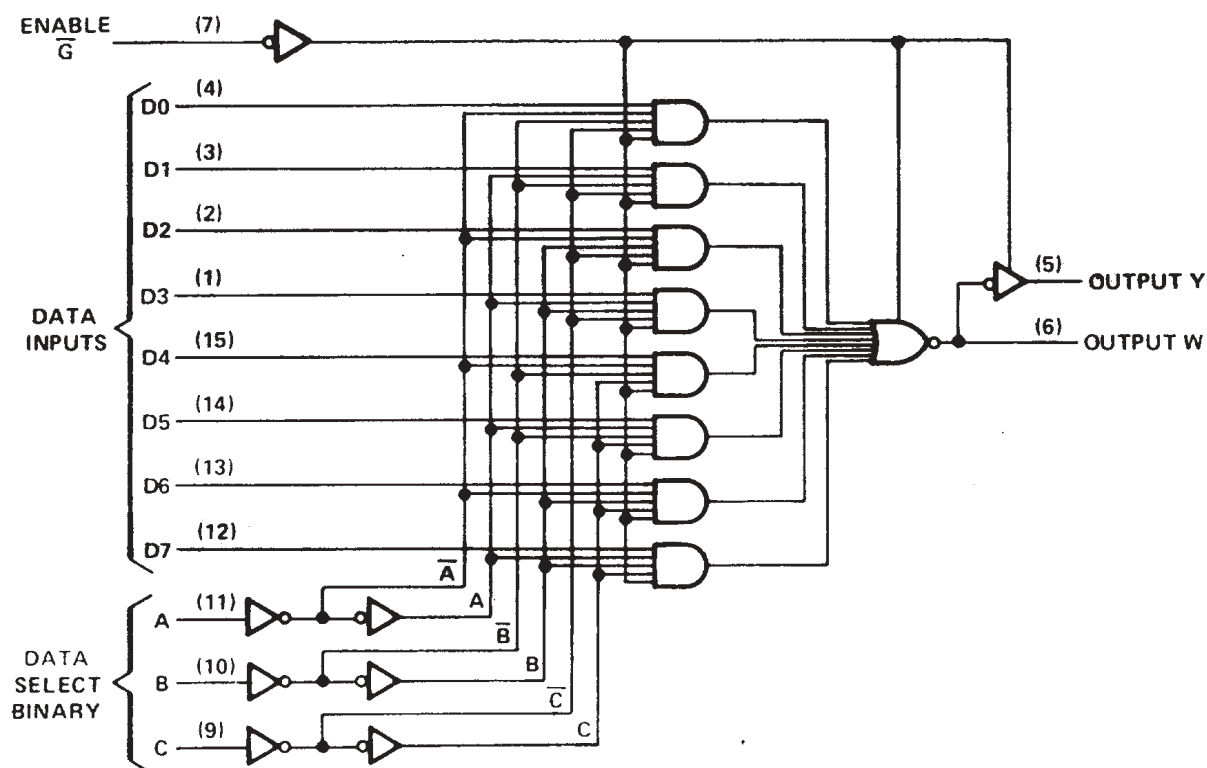 ENABLE
G̅ (7)
D0 (4)
D1 (3)
D2 (2)
D3 (1)
D4 (15)
D5 (14)
D6 (13)
D7 (12)
DATA
INPUTS
(5) OUTPUT Y
(6) OUTPUT W
A̅
A (11)
A
B̅
DATA
SELECT
BINARY
B (10)
B
C̅
C (9)
C